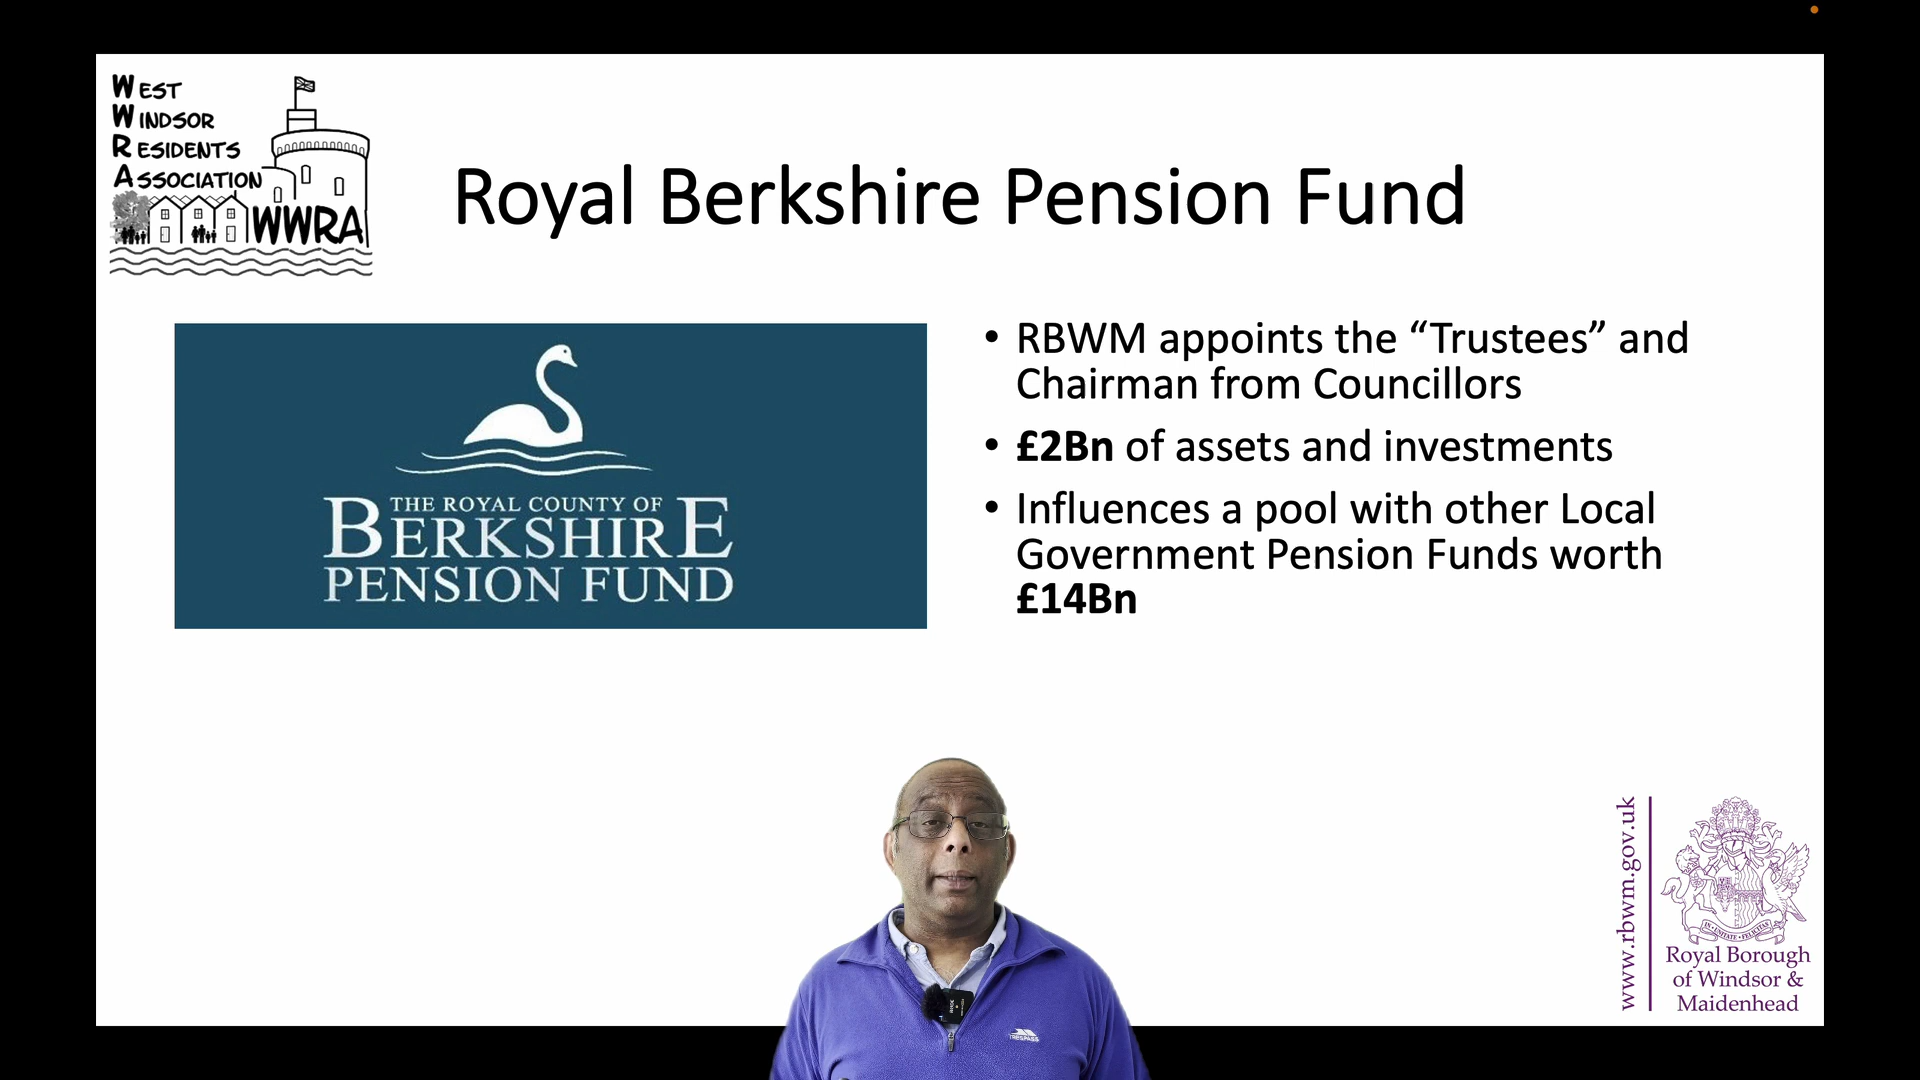 WEST
WINDSOR
RESIDENTS
ASSOCIATION
WWRA
Royal Berkshire Pension Fund
THE ROYAL COUNTY OF
BERKSHIRE
PENSION FUND
• RBWM appoints the “Trustees” and
Chairman from Councillors
• £2Bn of assets and investments
• Influences a pool with other Local
Government Pension Funds worth
£14Bn
TRESPASS
www.rbwm.gov.uk
Royal Borough
of Windsor &
Maidenhead